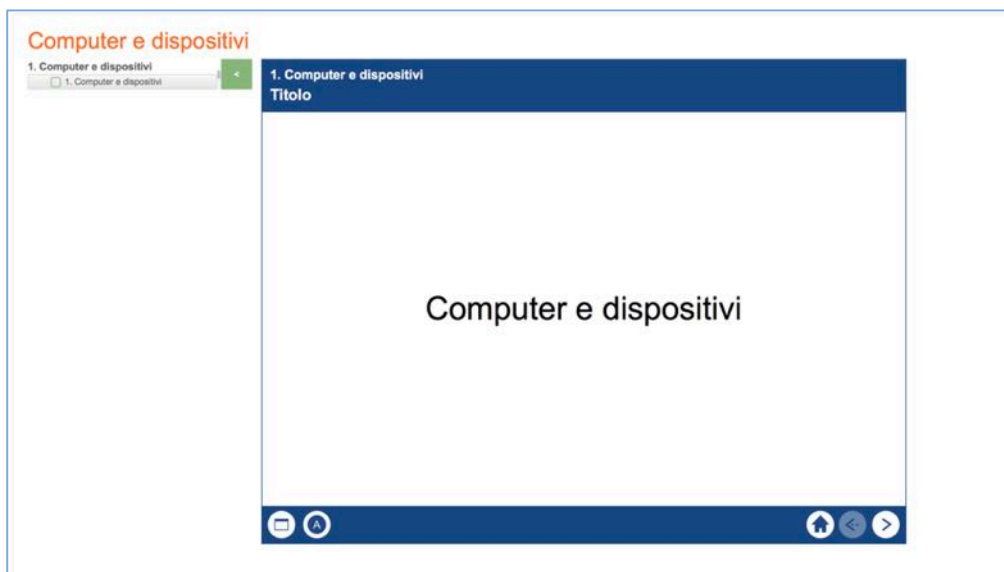 Computer e dispositivi
1. Computer e dispositivi
1. Computer e dispositivi
<
1. Computer e dispositivi
Titolo
Computer e dispositivi
A